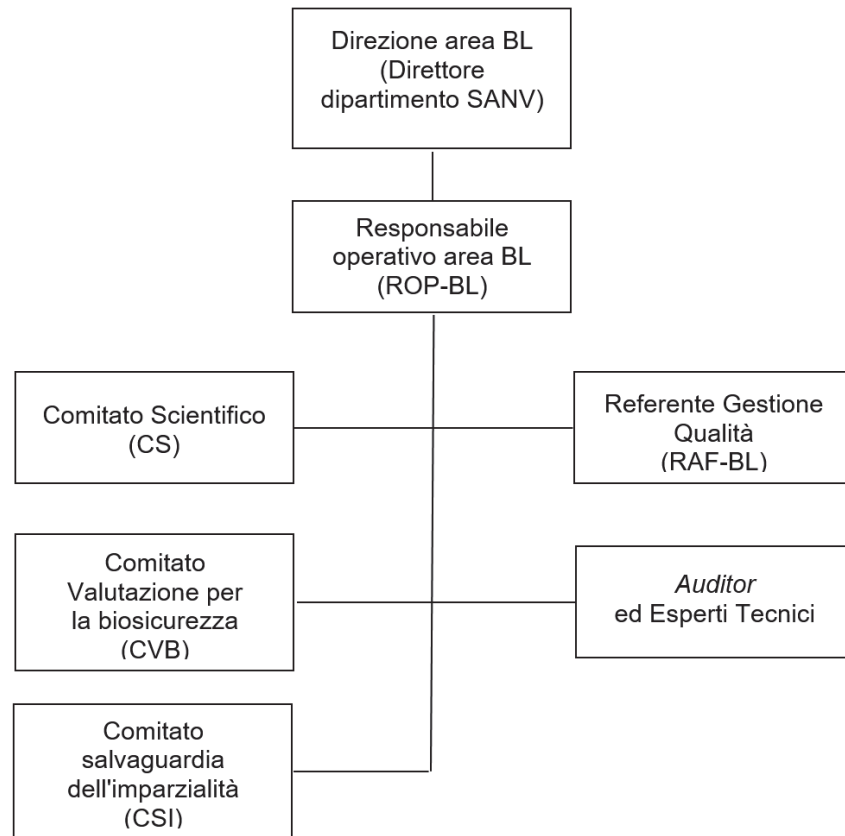 Direzione area BL
(Direttore
dipartimento SANV)
Responsabile
operativo area BL
(ROP-BL)
Comitato Scientifico
(CS)
Referente Gestione
Qualità
(RAF-BL)
Comitato
Valutazione per
la biosicurezza
(CVB)
Auditor
ed Esperti Tecnici
Comitato
salvaguardia
dell'imparzialità
(CSI)